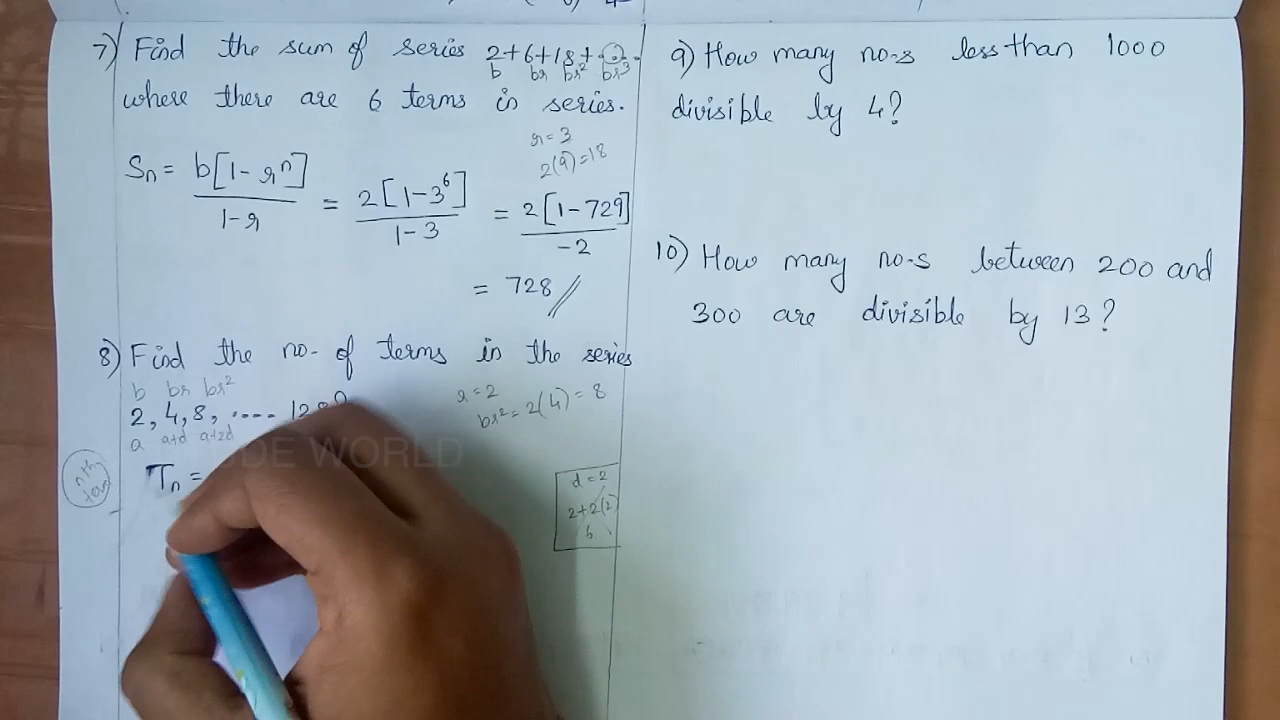 7) Find the sum of series 2+6+18+
b br br² br³
where there are 6 terms in series.
r=3
2(9)=18
Sn = b[1-rⁿ] / 1-r = 2[1-3⁶] / 1-3 = 2[1-729] / -2
= 728 //
8) Find the no- of terms in the series
b br br²
2, 4, 8, .... 128?
a a+d a+2d
r=2
br²=2(4)=8
nth term
Tn =
d=2
2+2(2)
6
9) How many no-s less than 1000
divisible by 4?
10) How many no-s between 200 and
300 are divisible by 13?
CODE WORLD